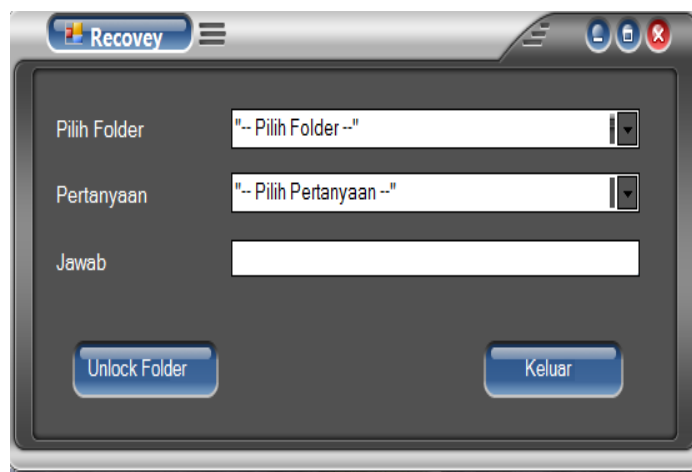 Recovey
Pilih Folder "-- Pilih Folder --"
Pertanyaan "-- Pilih Pertanyaan --"
Jawab
Unlock Folder Keluar